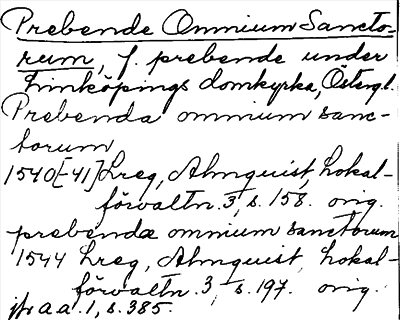 Prebende Omnium Sancto-
rum, f. prebende under
Linköpings domkyrka, Östergl.
Prebenda omnium sanc-
torum
1540[-41] Lreg, Almquist, Lokal-
förvaltn. 3, s. 158. orig.
prebende omnium sanctorum
1544 Lreg, Almquist, Lokal-
förvaltn. 3, s. 197. orig.
jfr a.a. 1, s. 385.